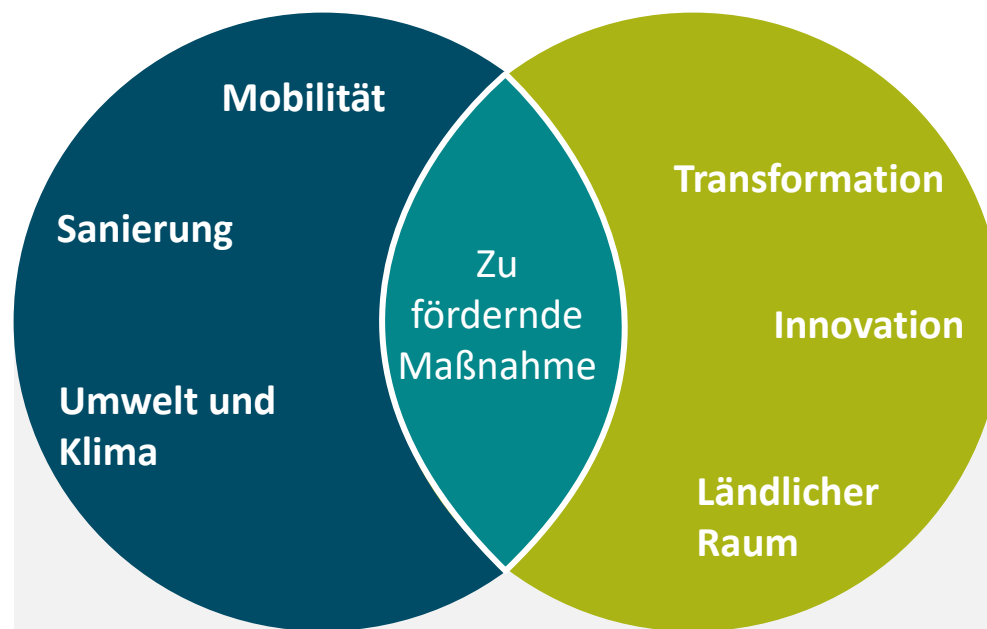 Mobilität
Sanierung
Umwelt und
Klima
Zu
fördernde
Maßnahme
Transformation
Innovation
Ländlicher
Raum